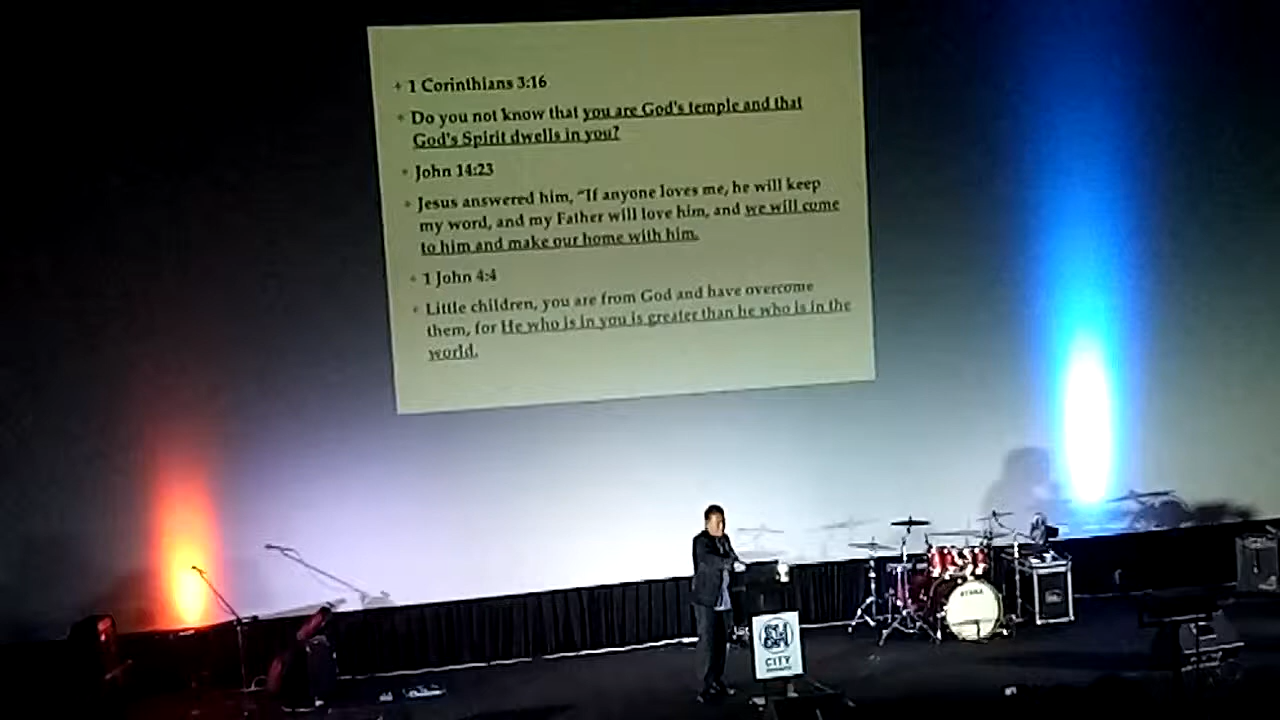 1 Corinthians 3:16
Do you not know that you are God's temple and that
God's Spirit dwells in you?
John 14:23
Jesus answered him, "If anyone loves me, he will keep
my word, and my Father will love him, and we will come
to him and make our home with him.
1 John 4:4
Little children, you are from God and have overcome
them, for He who is in you is greater than he who is in the
world.
TAMA
SM
CITY